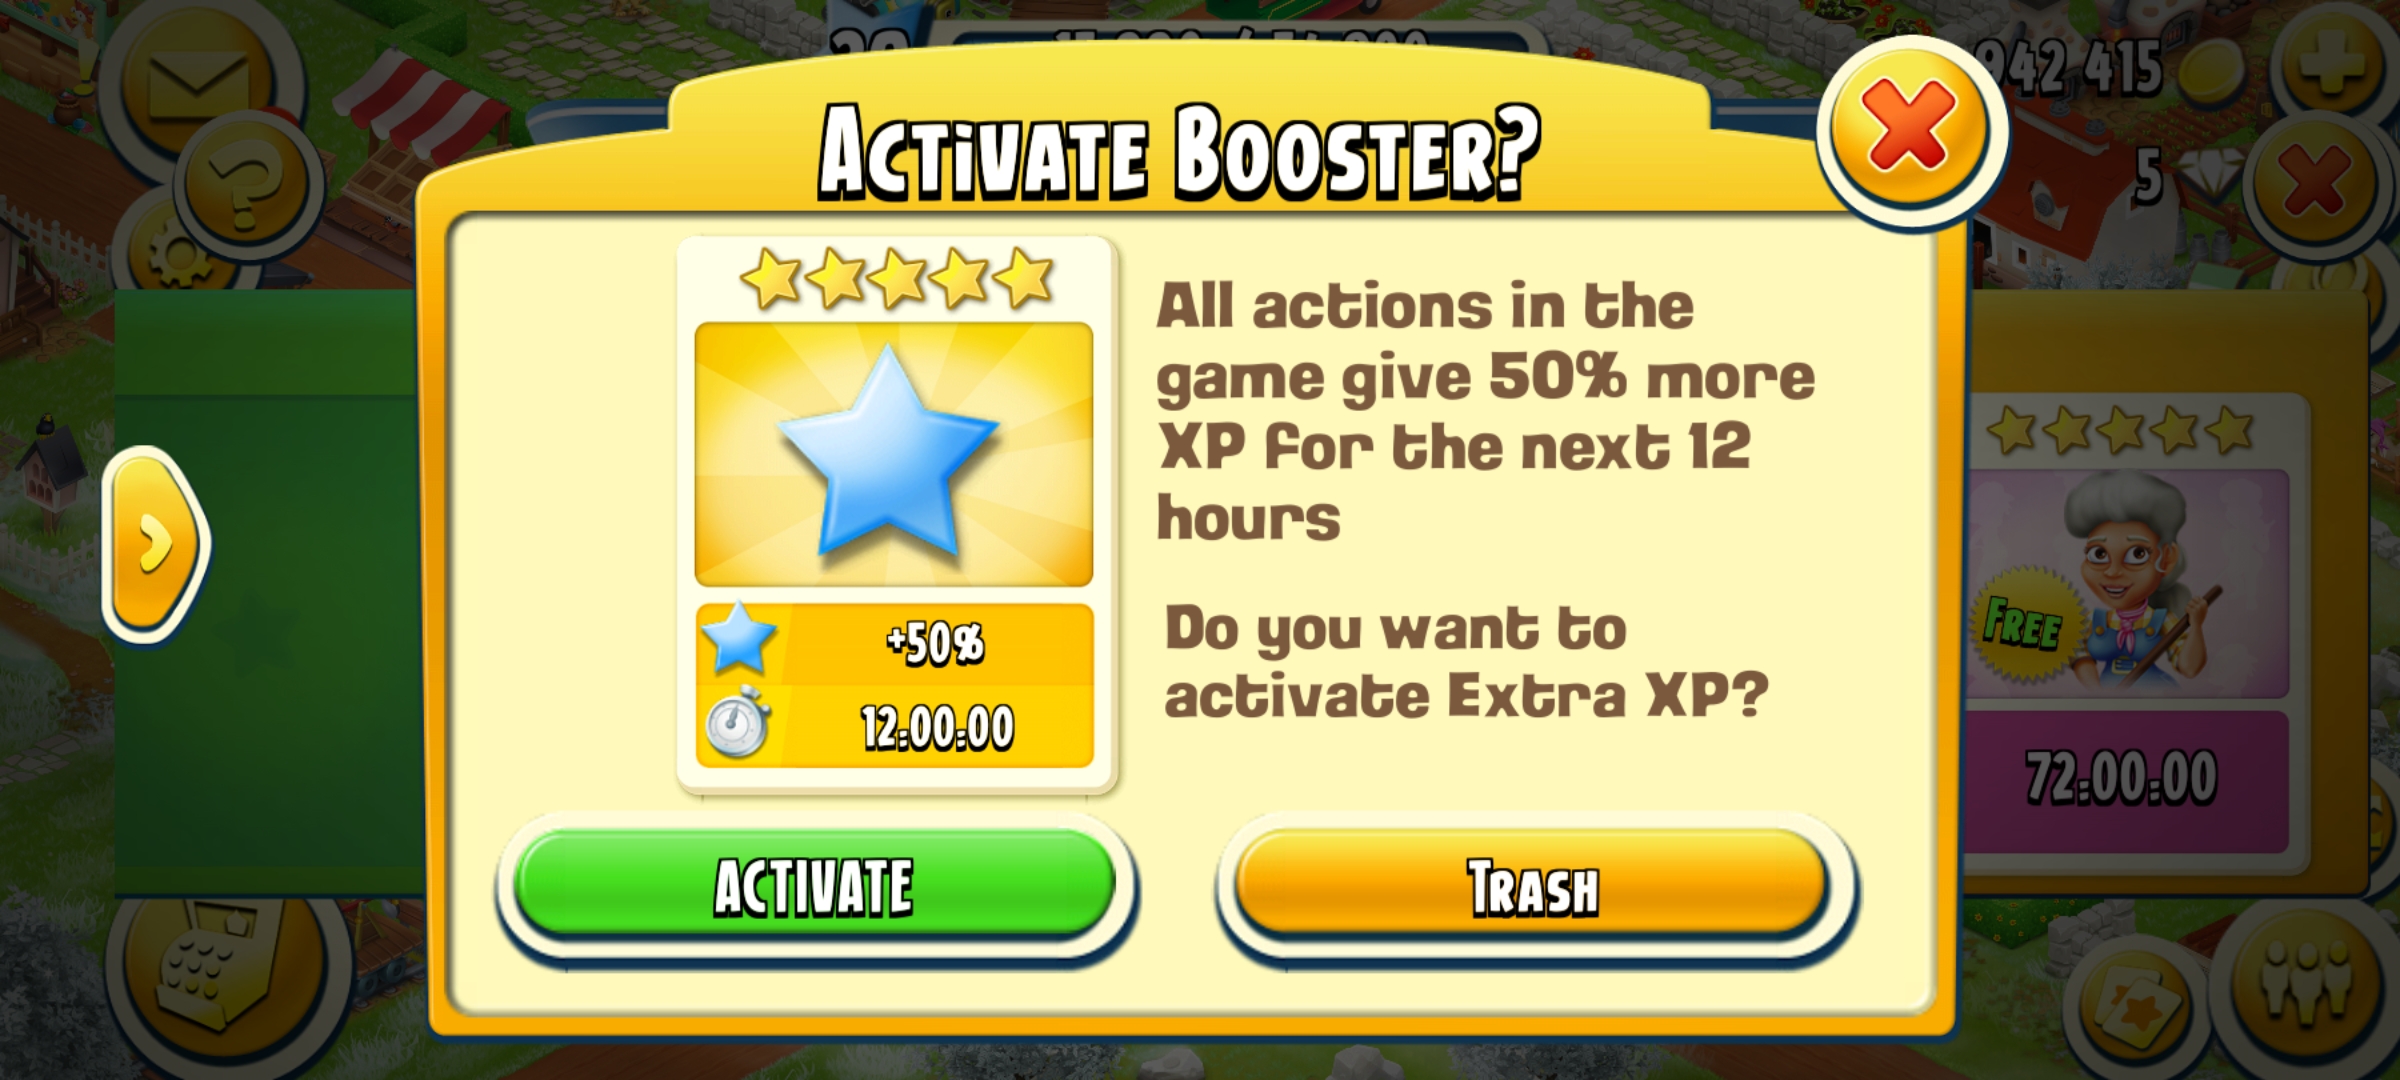 942 415
ACTIVATE BOOSTER?
5
All actions in the
game give 50% more
XP for the next 12
hours
+50%
12:00:00
Do you want to
activate Extra XP?
FREE
72:00:00
ACTIVATE
TRASH